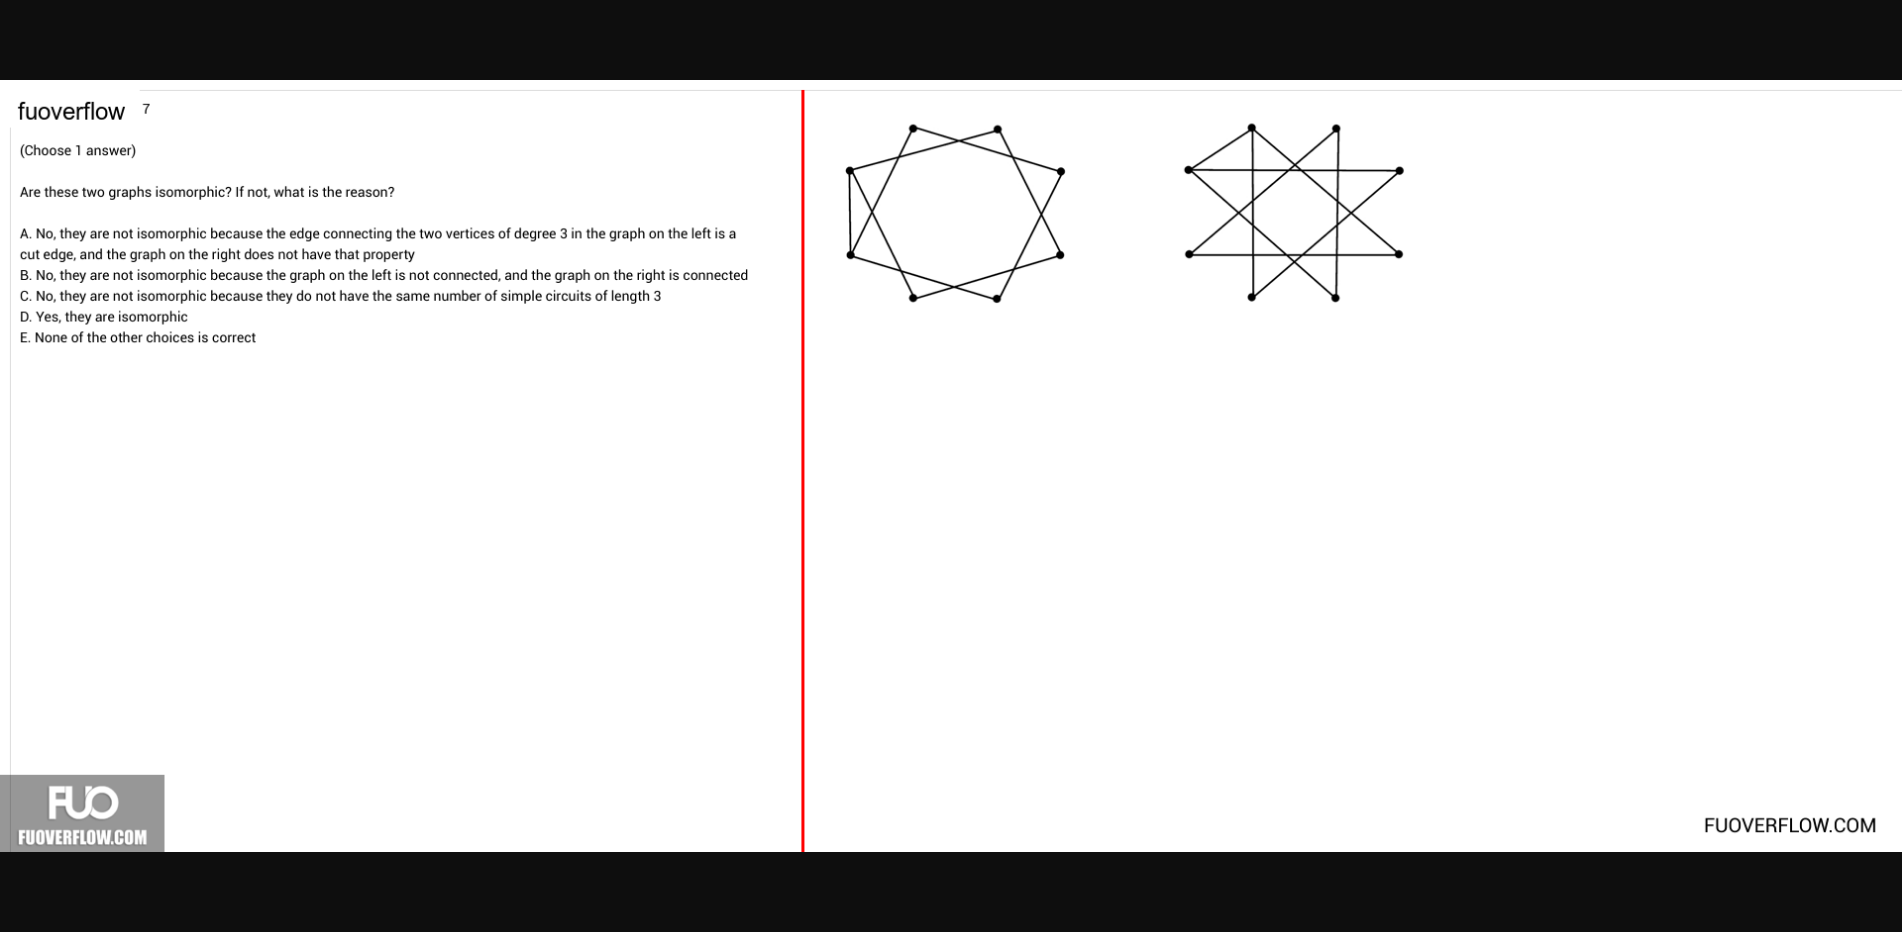 fuoverflow 7
(Choose 1 answer)
Are these two graphs isomorphic? If not, what is the reason?
A. No, they are not isomorphic because the edge connecting the two vertices of degree 3 in the graph on the left is a
cut edge, and the graph on the right does not have that property
B. No, they are not isomorphic because the graph on the left is not connected, and the graph on the right is connected
C. No, they are not isomorphic because they do not have the same number of simple circuits of length 3
D. Yes, they are isomorphic
E. None of the other choices is correct
FUO
FUOVERFLOW.COM
FUOVERFLOW.COM